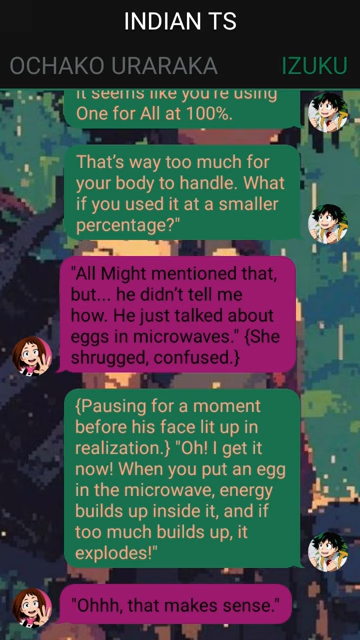 INDIAN TS
OCHAKO URARAKA IZUKU
it seems like you're using
One for All at 100%.
That's way too much for
your body to handle. What
if you used it at a smaller
percentage?"
"All Might mentioned that,
but... he didn't tell me
how. He just talked about
eggs in microwaves." {She
shrugged, confused.}
{Pausing for a moment
before his face lit up in
realization.} "Oh! I get it
now! When you put an egg
in the microwave, energy
builds up inside it, and if
too much builds up, it
explodes!"
"Ohhh, that makes sense."